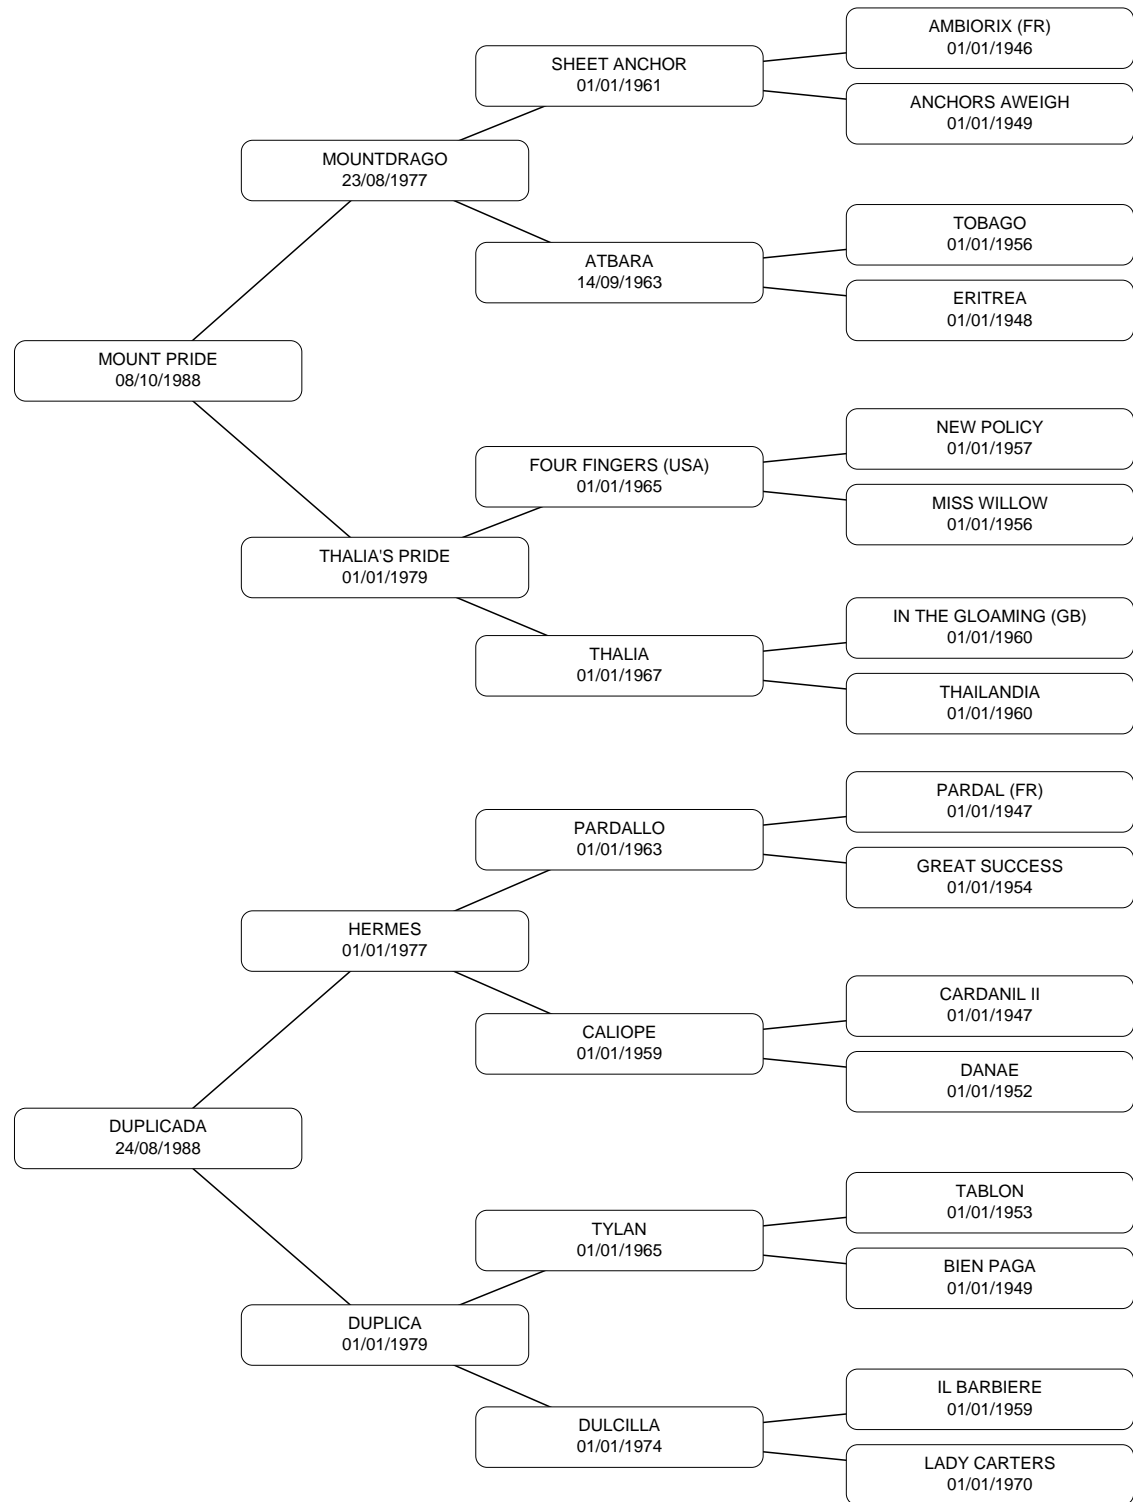 AMBIORIX (FR)
01/01/1946
SHEET ANCHOR
01/01/1961
ANCHORS AWEIGH
01/01/1949
MOUNTDRAGO
23/08/1977
TOBAGO
01/01/1956
ATBARA
14/09/1963
ERITREA
01/01/1948
MOUNT PRIDE
08/10/1988
NEW POLICY
01/01/1957
FOUR FINGERS (USA)
01/01/1965
MISS WILLOW
01/01/1956
THALIA'S PRIDE
01/01/1979
IN THE GLOAMING (GB)
01/01/1960
THALIA
01/01/1967
THAILANDIA
01/01/1960
PARDAL (FR)
01/01/1947
PARDALLO
01/01/1963
GREAT SUCCESS
01/01/1954
HERMES
01/01/1977
CARDANIL II
01/01/1947
CALIOPE
01/01/1959
DANAE
01/01/1952
DUPLICADA
24/08/1988
TABLON
01/01/1953
TYLAN
01/01/1965
BIEN PAGA
01/01/1949
DUPLICA
01/01/1979
IL BARBIERE
01/01/1959
DULCILLA
01/01/1974
LADY CARTERS
01/01/1970